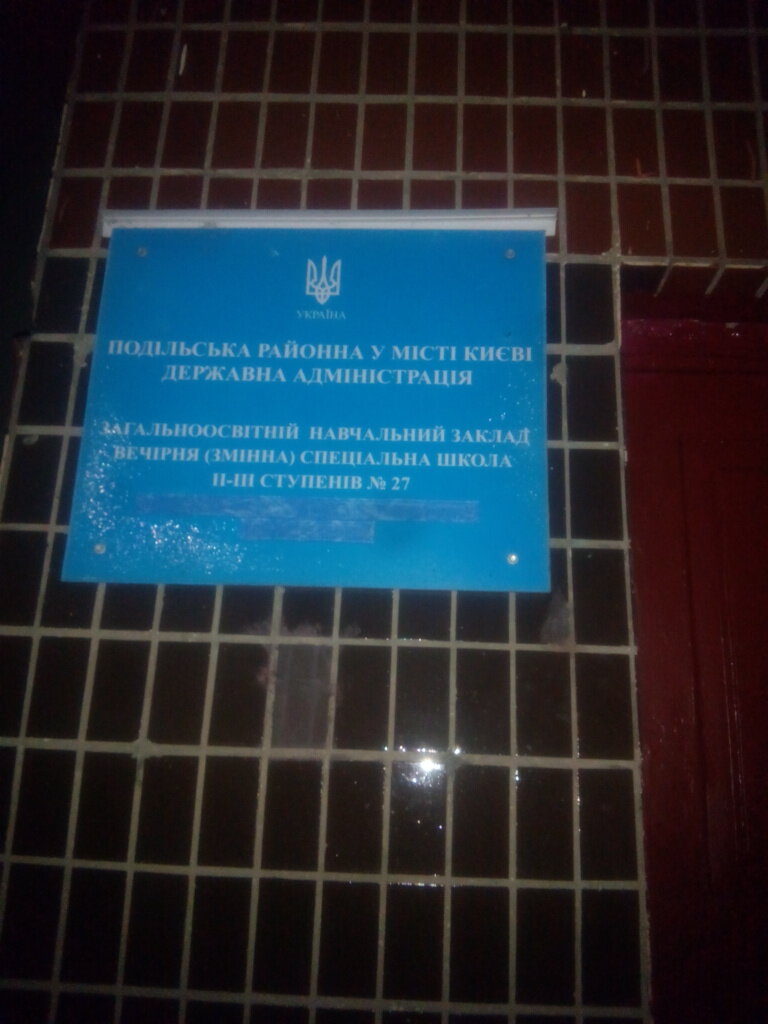 УКРАЇНА
ПОДІЛЬСЬКА РАЙОННА У МІСТІ КИЄВІ
ДЕРЖАВНА АДМІНІСТРАЦІЯ
ЗАГАЛЬНООСВІТНІЙ НАВЧАЛЬНИЙ ЗАКЛАД
ВЕЧІРНЯ (ЗМІННА) СПЕЦІАЛЬНА ШКОЛА
ІІ-ІІІ СТУПЕНІВ № 27